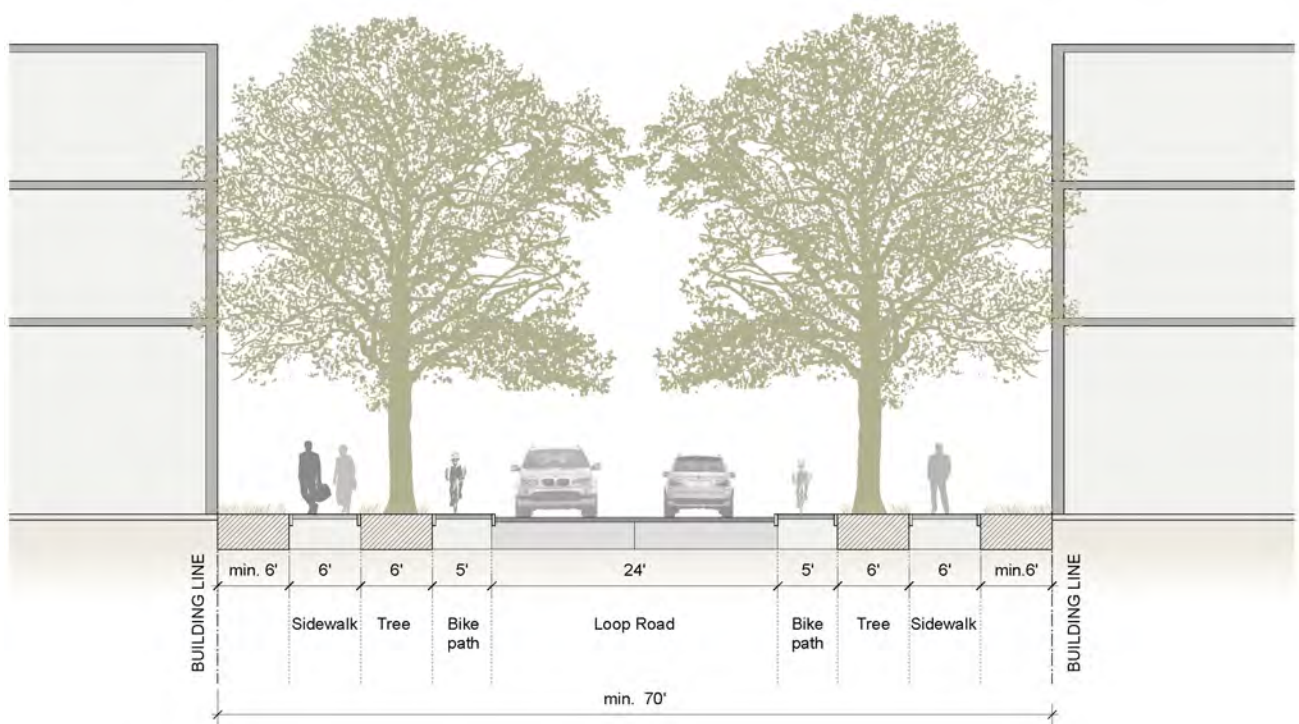 min. 6'
6'
6'
5'
24'
5'
6'
6'
min.6'
BUILDING LINE
Sidewalk
Tree
Bike
path
Loop Road
Bike
path
Tree
Sidewalk
BUILDING LINE
min. 70'